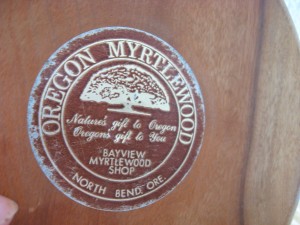 OREGON MYRTLEWOOD
Nature's gift to Oregon
Oregon's gift to You
BAYVIEW
MYRTLEWOOD
SHOP
NORTH BEND, ORE.